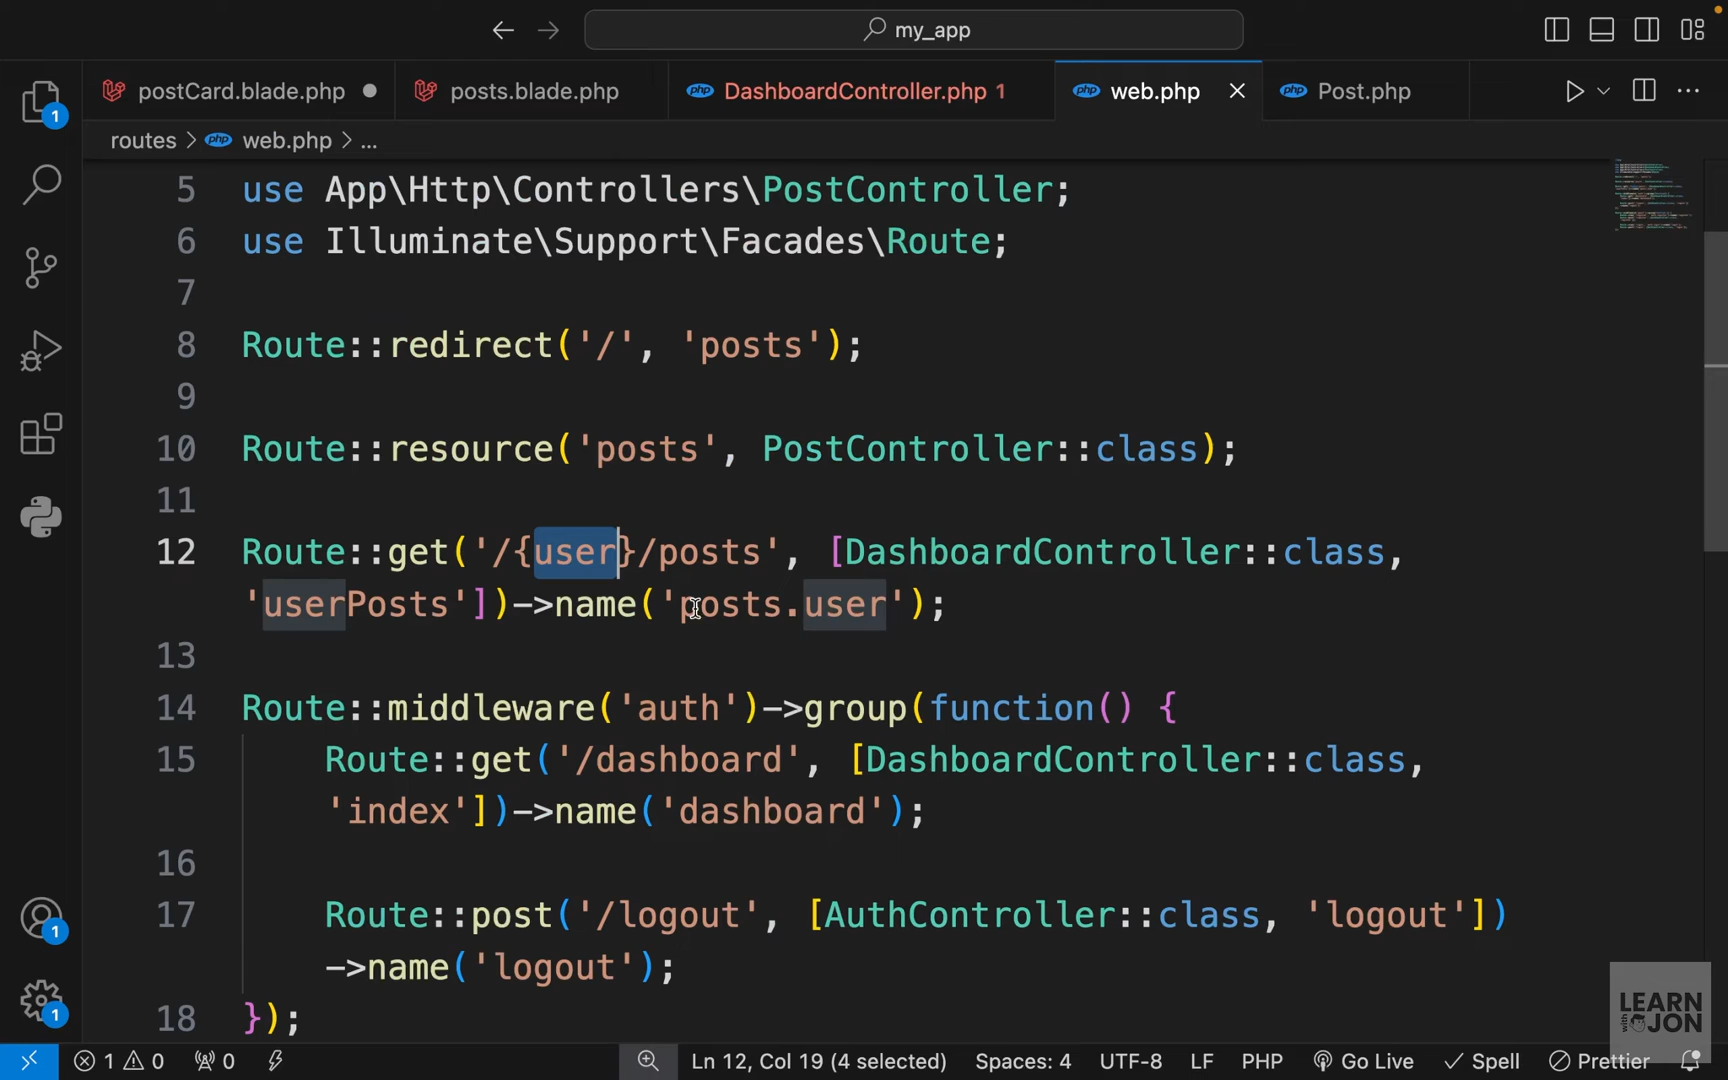 my_app
postCard.blade.php
posts.blade.php
DashboardController.php 1
web.php
Post.php
routes > web.php > ...
5 use App\Http\Controllers\PostController;
6 use Illuminate\Support\Facades\Route;
7
8 Route::redirect('/', 'posts');
9
10 Route::resource('posts', PostController::class);
11
12 Route::get('/{user}/posts', [DashboardController::class,
'userPosts'])->name('posts.user');
13
14 Route::middleware('auth')->group(function() {
15 Route::get('/dashboard', [DashboardController::class,
'index'])->name('dashboard');
16
17 Route::post('/logout', [AuthController::class, 'logout'])
->name('logout');
18 });
1
1
1
LEARN
with JON
1 0 0 Ln 12, Col 19 (4 selected) Spaces: 4 UTF-8 LF PHP Go Live Spell Prettier